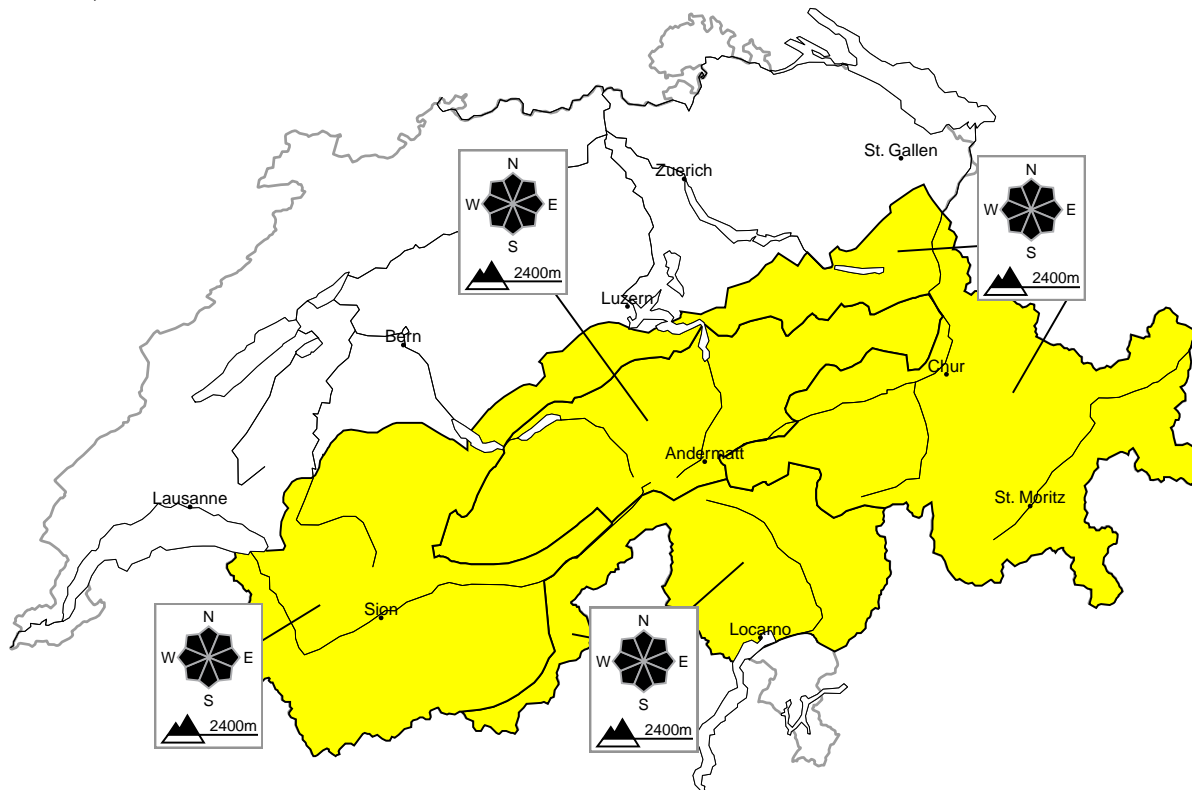 St. Gallen
Zuerich
N
W E
S
2400m
N
W E
S
2400m
Luzern
Bern
Chur
Andermatt
Lausanne
St. Moritz
Sion
Locarno
N
W E
S
2400m
N
W E
S
2400m